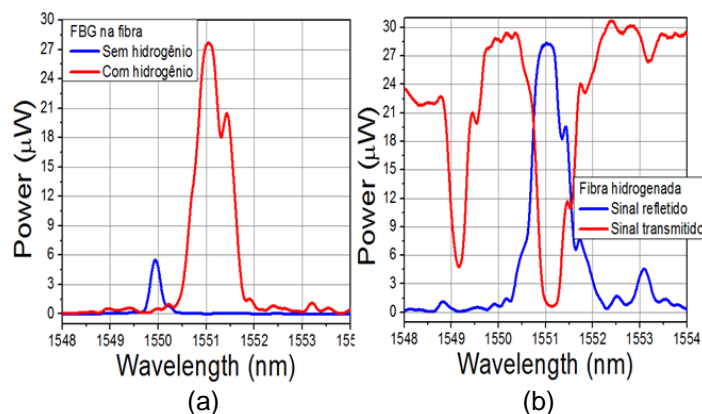 FBG na fibra
Sem hidrogênio
Com hidrogênio
Power (µW)
30
27
24
21
18
15
12
9
6
3
0
1548 1549 1550 1551 1552 1553 155
Wavelength (nm)
(a)
Fibra hidrogenada
Sinal refletido
Sinal transmitido
Power (µW)
30
27
24
21
18
15
12
9
6
3
0
1548 1549 1550 1551 1552 1553 1554
Wavelength (nm)
(b)